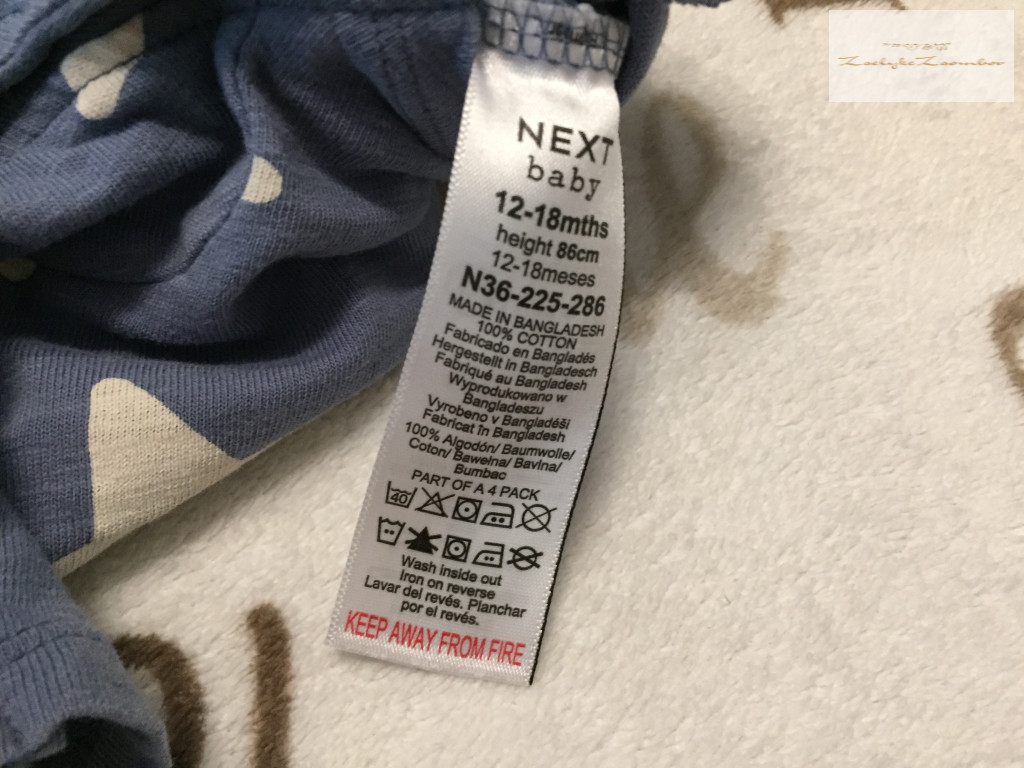 NEXT
baby
12-18mths
height 86cm
12-18meses
N36-225-286
MADE IN BANGLADESH
100% COTTON
Fabricado en Bangladés
Hergestellt in Bangladesch
Fabriqué au Bangladesh
Wyprodukowano w
Bangladeszu
Vyrobeno v Bangladéši
Fabricat în Bangladesh
100% Algodón/ Baumwolle/
Coton/ Bawełna/ Bavlna/
Bumbac
PART OF A 4 PACK
40
Wash inside out
Iron on reverse
Lavar del revés. Planchar
por el revés.
KEEP AWAY FROM FIRE